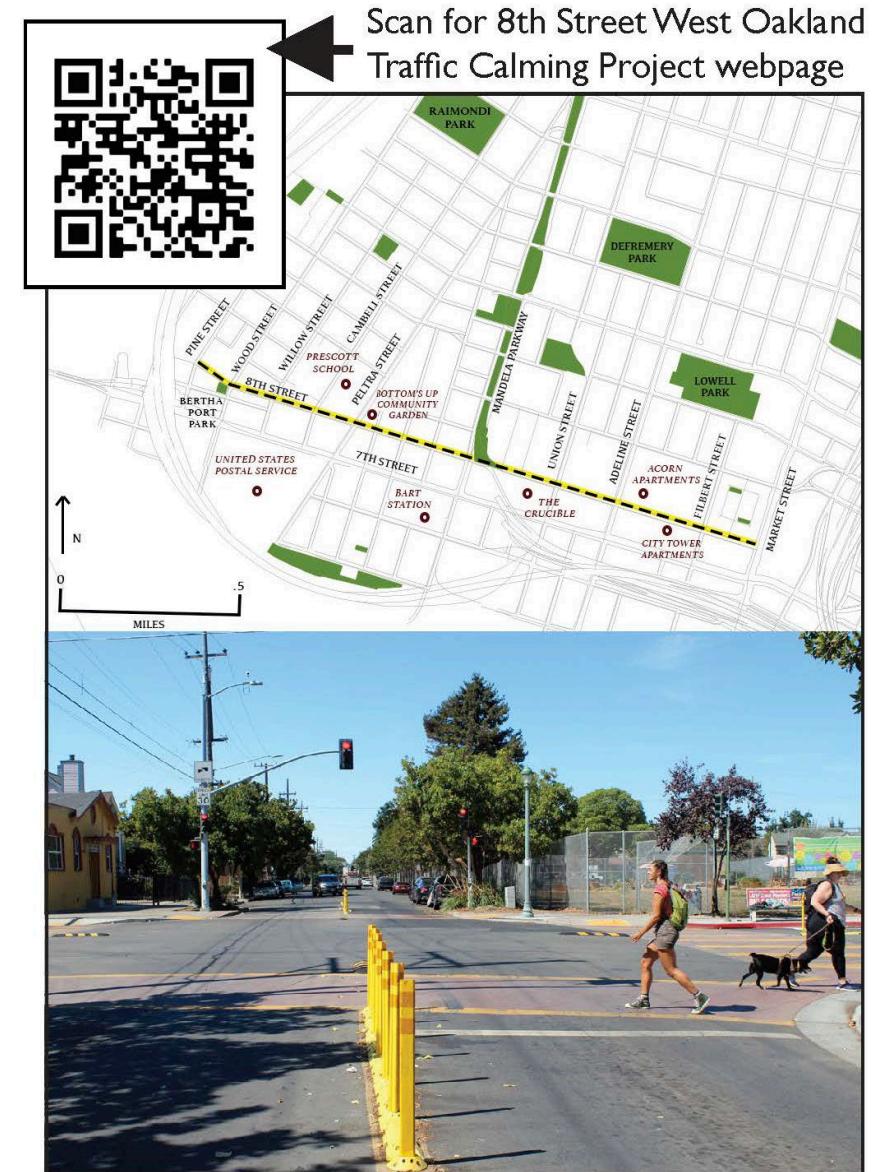 Scan for 8th Street West Oakland
Traffic Calming Project webpage
RAIMONDI
PARK
DEFREMERY
PARK
PINE STREET
WOOD STREET
WILLOW STREET
CAMBELL STREET
PELTRA STREET
MANDELA PARKWAY
PRESCOTT
SCHOOL
8TH STREET
BERTHA
PORT
PARK
BOTTOM'S UP
COMMUNITY
GARDEN
LOWELL
PARK
UNION STREET
ADELINE STREET
FILBERT STREET
MARKET STREET
UNITED STATES
POSTAL SERVICE
7TH STREET
BART
STATION
THE
CRUCIBLE
ACORN
APARTMENTS
CITY TOWER
APARTMENTS
N
0
.5
MILES
36